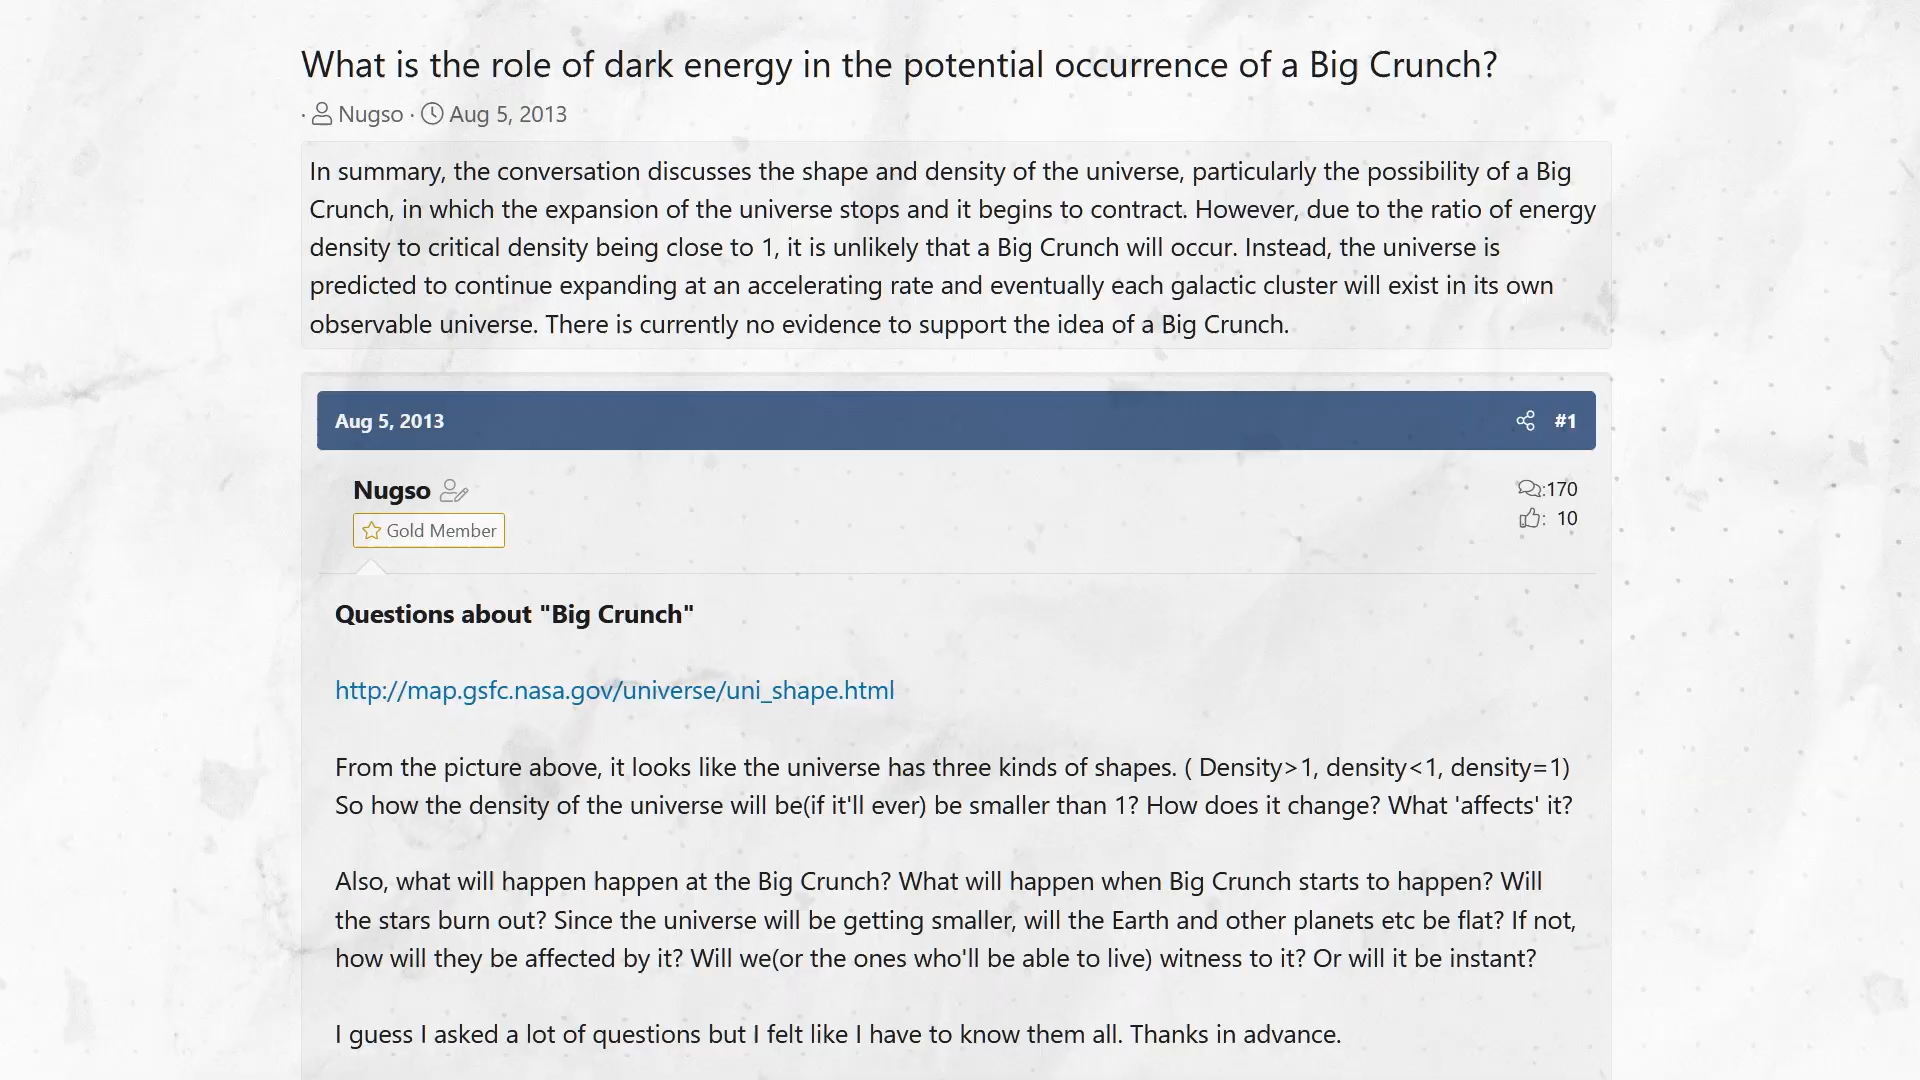 What is the role of dark energy in the potential occurrence of a Big Crunch?
· Nugso · Aug 5, 2013
In summary, the conversation discusses the shape and density of the universe, particularly the possibility of a Big
Crunch, in which the expansion of the universe stops and it begins to contract. However, due to the ratio of energy
density to critical density being close to 1, it is unlikely that a Big Crunch will occur. Instead, the universe is
predicted to continue expanding at an accelerating rate and eventually each galactic cluster will exist in its own
observable universe. There is currently no evidence to support the idea of a Big Crunch.
Aug 5, 2013 #1
Nugso :170
Gold Member : 10
Questions about "Big Crunch"
http://map.gsfc.nasa.gov/universe/uni_shape.html
From the picture above, it looks like the universe has three kinds of shapes. ( Density>1, density<1, density=1)
So how the density of the universe will be(if it'll ever) be smaller than 1? How does it change? What 'affects' it?
Also, what will happen happen at the Big Crunch? What will happen when Big Crunch starts to happen? Will
the stars burn out? Since the universe will be getting smaller, will the Earth and other planets etc be flat? If not,
how will they be affected by it? Will we(or the ones who'll be able to live) witness to it? Or will it be instant?
I guess I asked a lot of questions but I felt like I have to know them all. Thanks in advance.